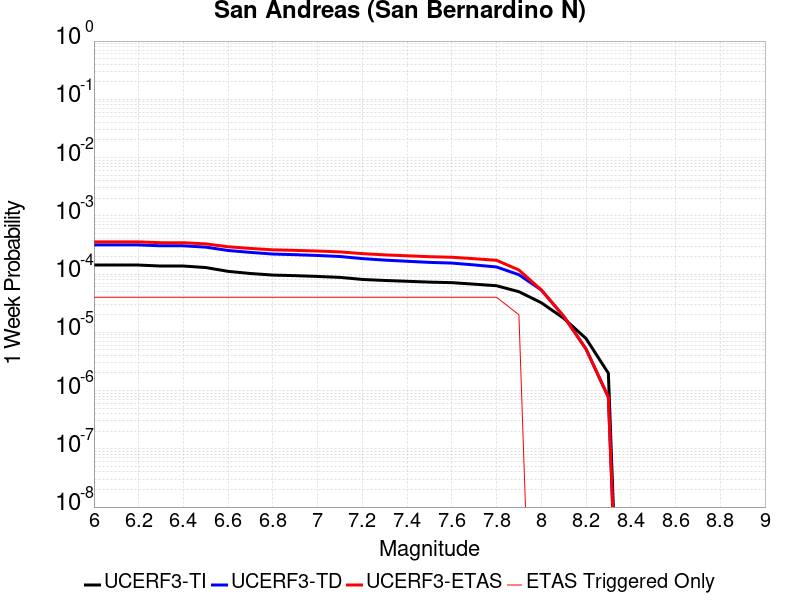 San Andreas (San Bernardino N)
10^0
10^-1
10^-2
10^-3
10^-4
10^-5
10^-6
10^-7
10^-8
1 Week Probability
6 6.2 6.4 6.6 6.8 7 7.2 7.4 7.6 7.8 8 8.2 8.4 8.6 8.8 9
Magnitude
UCERF3-TI UCERF3-TD UCERF3-ETAS ETAS Triggered Only